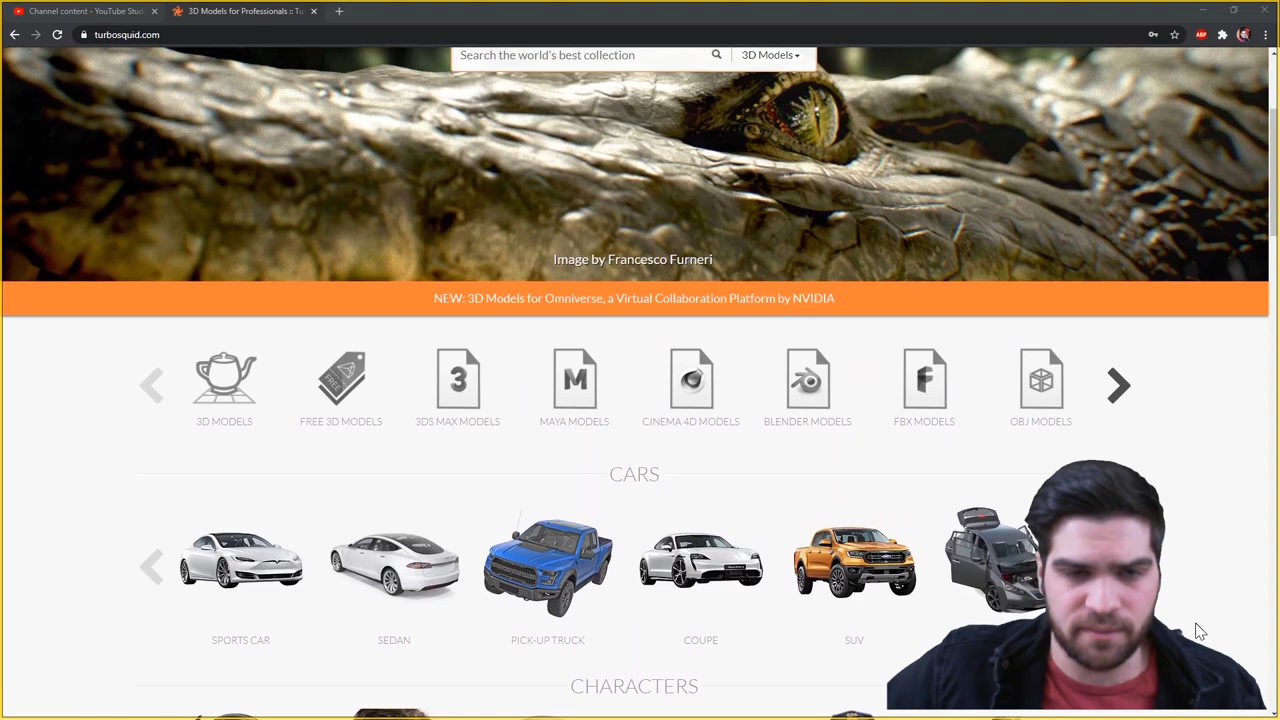 Channel content - YouTube Stud
3D Models for Professionals :: Tu
turbosquid.com
ABP
Search the world's best collection
3D Models
Image by Francesco Furneri
NEW: 3D Models for Omniverse, a Virtual Collaboration Platform by NVIDIA
FREE
3
M
F
3D MODELS
FREE 3D MODELS
3DS MAX MODELS
MAYA MODELS
CINEMA 4D MODELS
BLENDER MODELS
FBX MODELS
OBJ MODELS
CARS
SPORTS CAR
SEDAN
PICK-UP TRUCK
COUPE
SUV
CHARACTERS